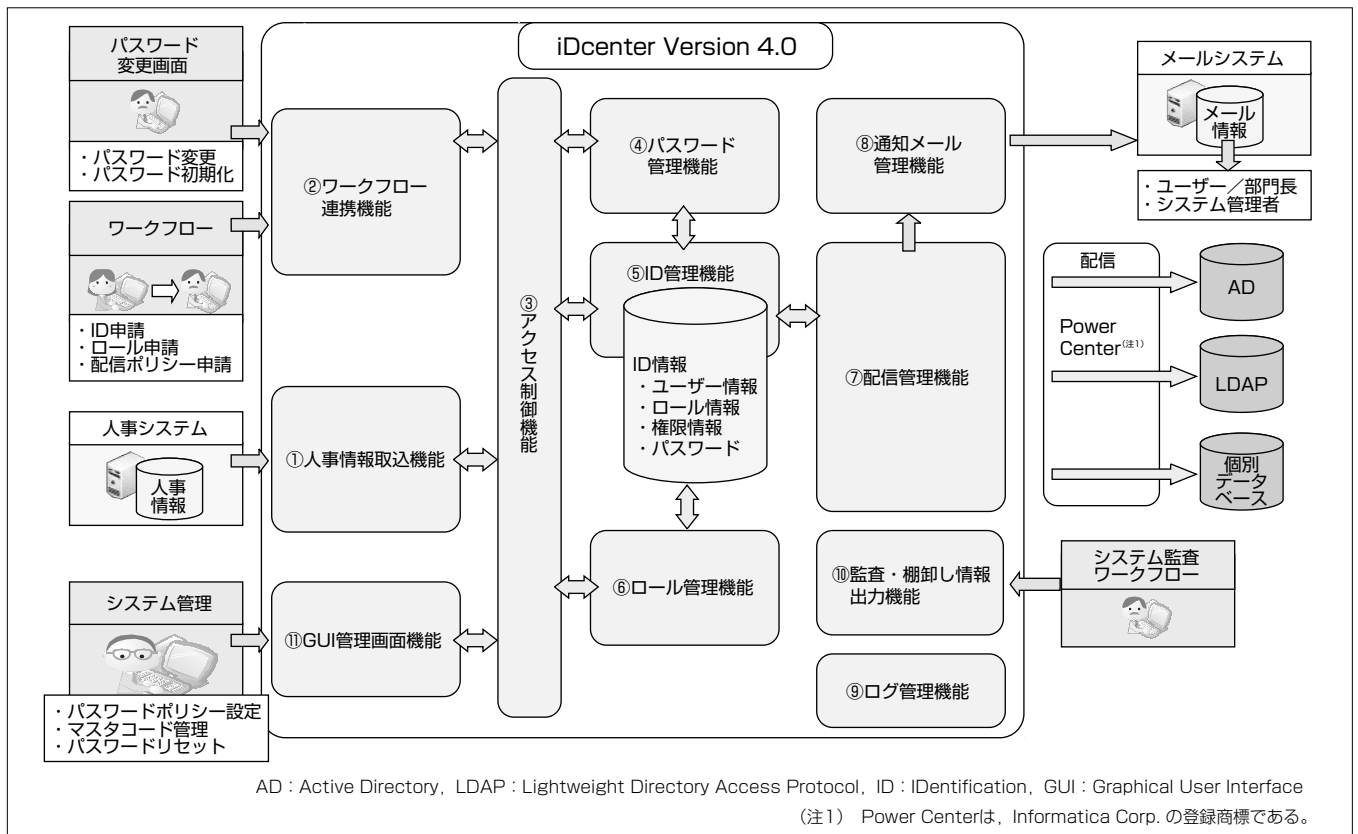 iDcenter Version 4.0
パスワード
変更画面
・パスワード変更
・パスワード初期化
ワークフロー
・ID申請
・ロール申請
・配信ポリシー申請
人事システム
人事
情報
システム管理
・パスワードポリシー設定
・マスタコード管理
・パスワードリセット
②ワークフロー
連携機能
①人事情報取込機能
⑪GUI管理画面機能
③アクセス制御機能
④パスワード
管理機能
⑤ID管理機能
ID情報
・ユーザー情報
・ロール情報
・権限情報
・パスワード
⑥ロール管理機能
⑧通知メール
管理機能
⑦配信管理機能
⑩監査・棚卸し情報
出力機能
⑨ログ管理機能
メールシステム
メール
情報
・ユーザー／部門長
・システム管理者
配信
Power
Center(注1)
AD
LDAP
個別
データ
ベース
システム監査
ワークフロー
AD：Active Directory，LDAP：Lightweight Directory Access Protocol，ID：IDentification，GUI：Graphical User Interface
(注1)　Power Centerは，Informatica Corp. の登録商標である。